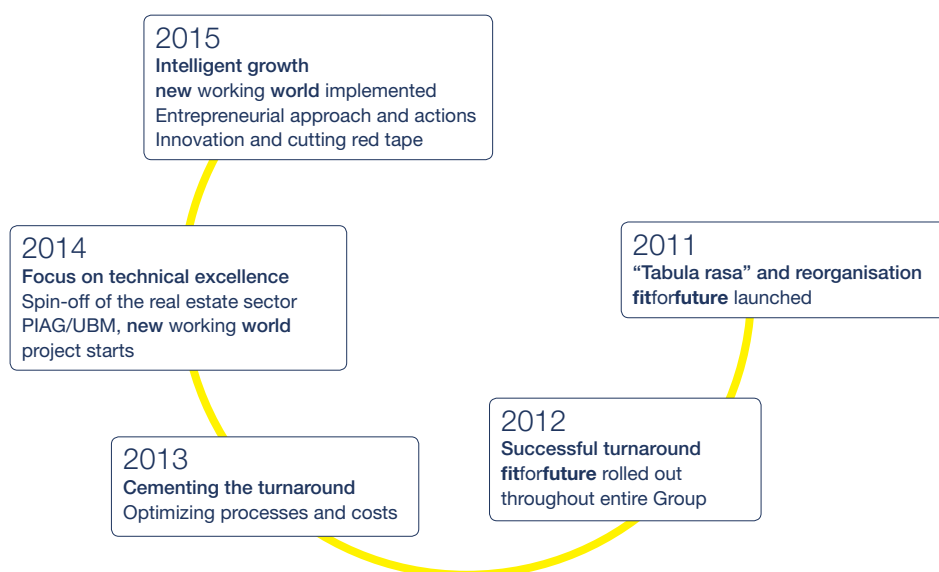 2015
Intelligent growth
new working world implemented
Entrepreneurial approach and actions
Innovation and cutting red tape
2014
Focus on technical excellence
Spin-off of the real estate sector
PIAG/UBM, new working world
project starts
2011
“Tabula rasa” and reorganisation
fitforfuture launched
2013
Cementing the turnaround
Optimizing processes and costs
2012
Successful turnaround
fitforfuture rolled out
throughout entire Group